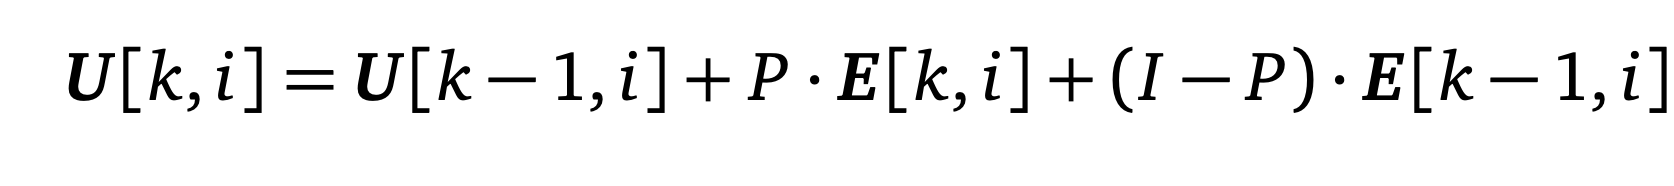 U[k,i] = U[k−1,i] + P · E[k,i] + (I − P) · E[k−1,i]